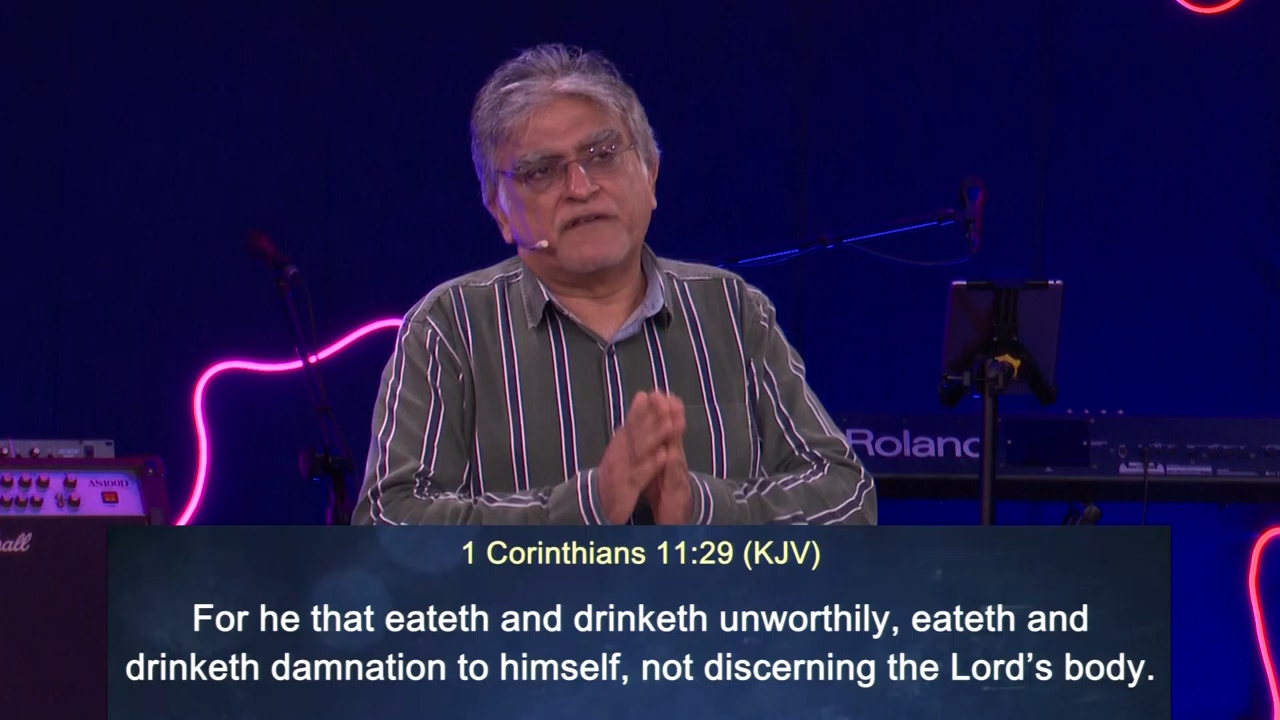 Roland
AS100D
all
1 Corinthians 11:29 (KJV)
For he that eateth and drinketh unworthily, eateth and
drinketh damnation to himself, not discerning the Lord’s body.